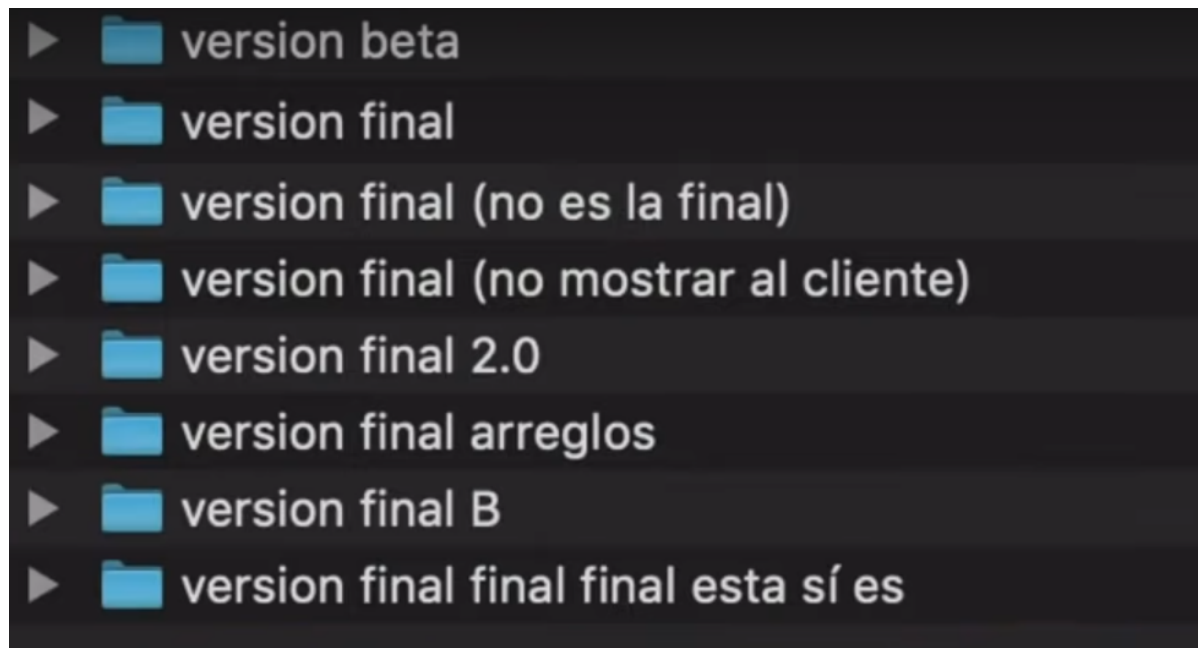 version beta
version final
version final (no es la final)
version final (no mostrar al cliente)
version final 2.0
version final arreglos
version final B
version final final final esta sí es